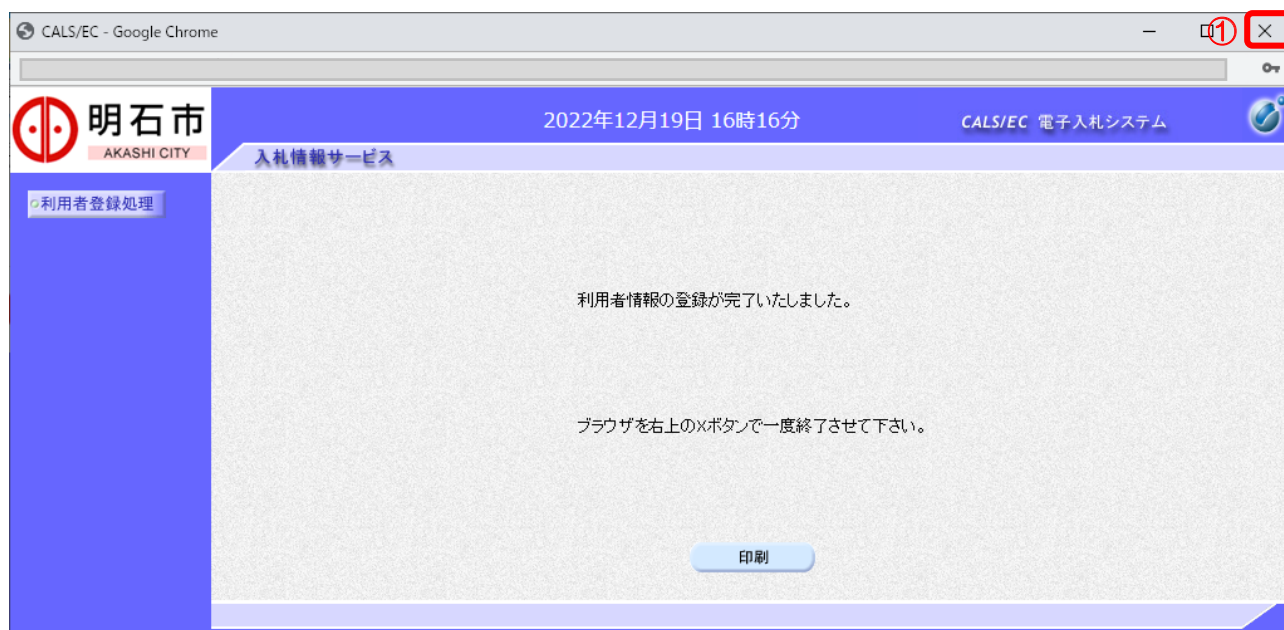 CALS/EC - Google Chrome
①
明石市
AKASHI CITY
2022年12月19日 16時16分
CALS/EC 電子入札システム
入札情報サービス
利用者登録処理
利用者情報の登録が完了いたしました。
ブラウザを右上の×ボタンで一度終了させて下さい。
印刷